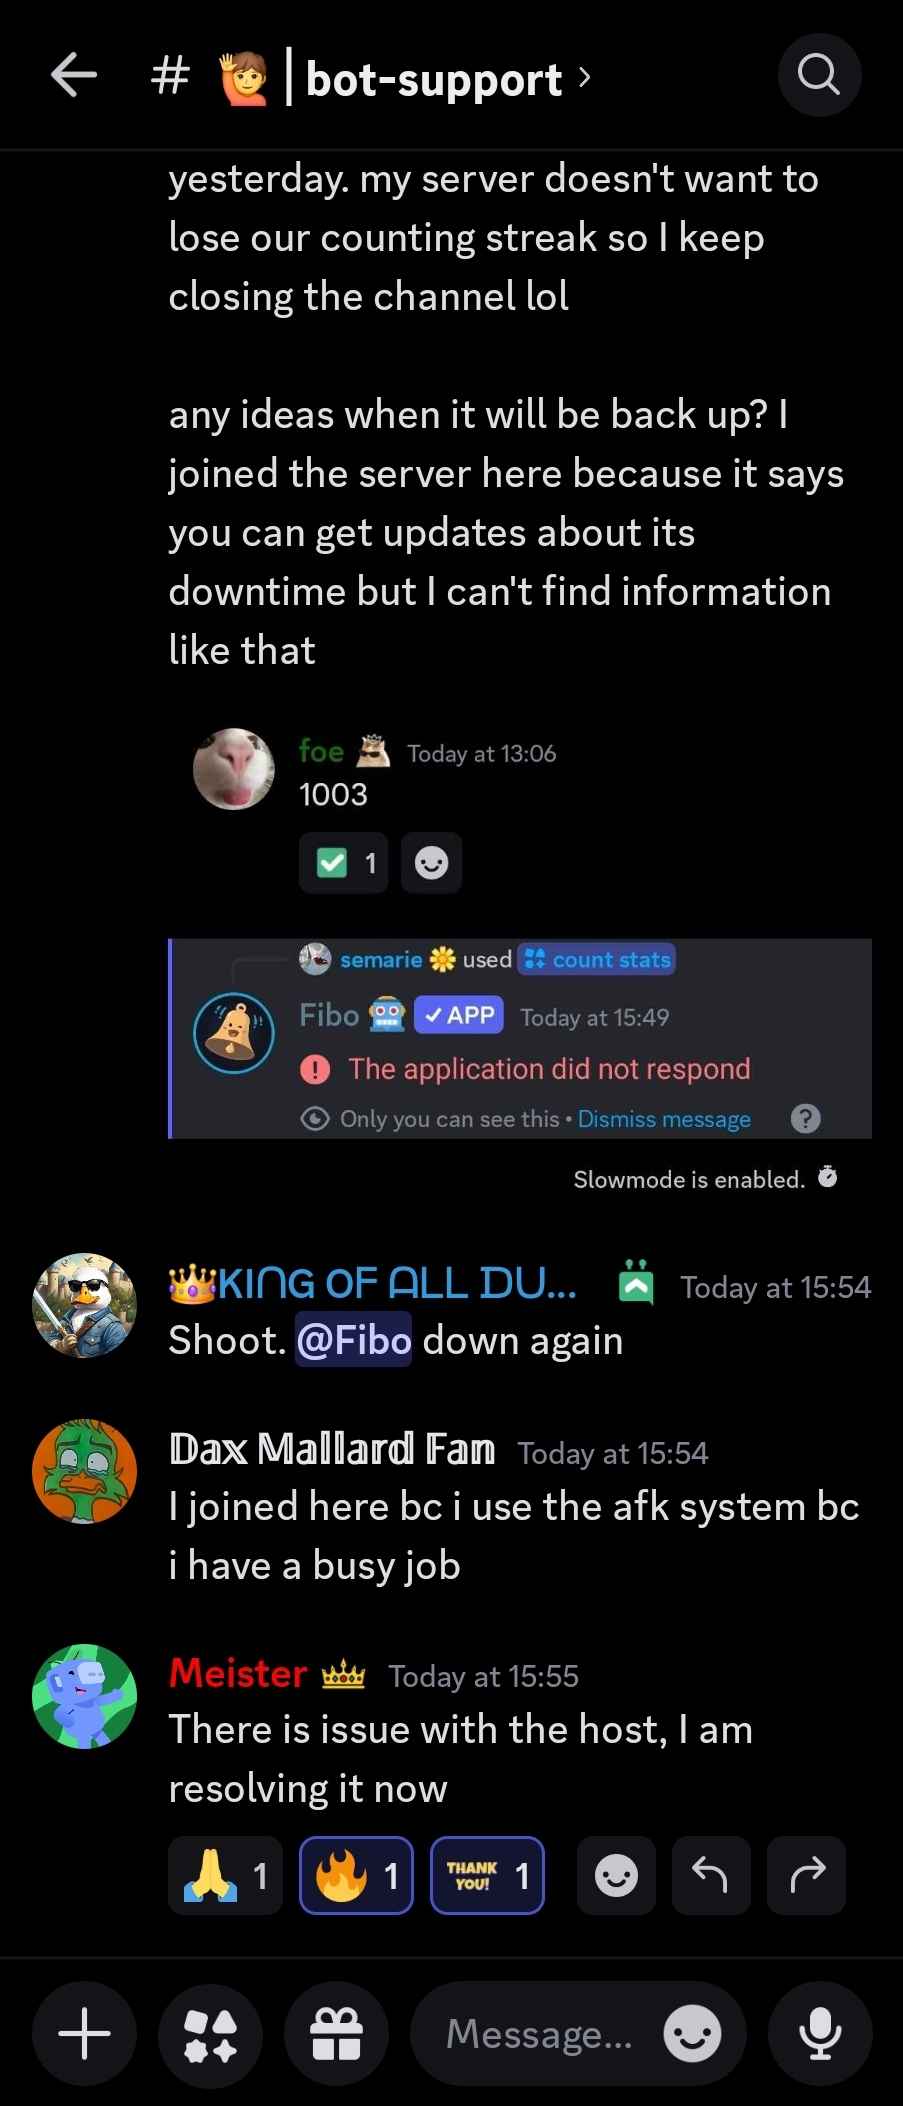 # 🙋 | bot-support ›
yesterday. my server doesn't want to
lose our counting streak so I keep
closing the channel lol
any ideas when it will be back up? I
joined the server here because it says
you can get updates about its
downtime but I can't find information
like that
foe Today at 13:06
1003
✅ 1
semarie 🌼 used count stats
Fibo 🤖 ✓ APP Today at 15:49
The application did not respond
Only you can see this • Dismiss message
Slowmode is enabled.
👑KIᑎG OF ᗩLL ᗪU... Today at 15:54
Shoot. @Fibo down again
𝔻𝕒𝕩 𝕄𝕒𝕝𝕝𝕒𝕣𝕕 𝔽𝕒𝕟 Today at 15:54
I joined here bc i use the afk system bc
i have a busy job
Meister Today at 15:55
There is issue with the host, I am
resolving it now
🙏 1 🔥 1 THANK YOU! 1
Message...